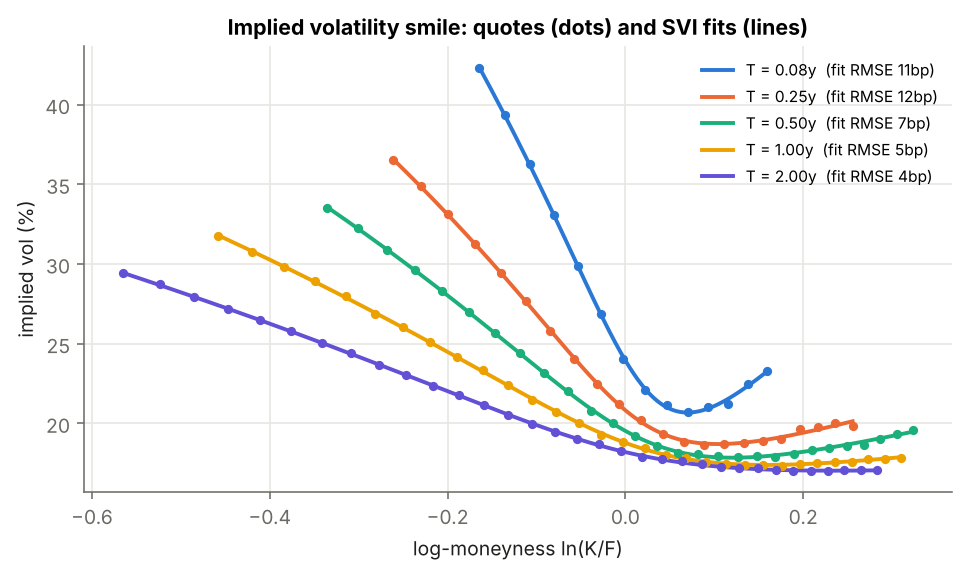 Implied volatility smile: quotes (dots) and SVI fits (lines)
T = 0.08y (fit RMSE 11bp)
T = 0.25y (fit RMSE 12bp)
T = 0.50y (fit RMSE 7bp)
T = 1.00y (fit RMSE 5bp)
T = 2.00y (fit RMSE 4bp)
implied vol (%)
40
35
30
25
20
−0.6 −0.4 −0.2 0.0 0.2
log-moneyness ln(K/F)